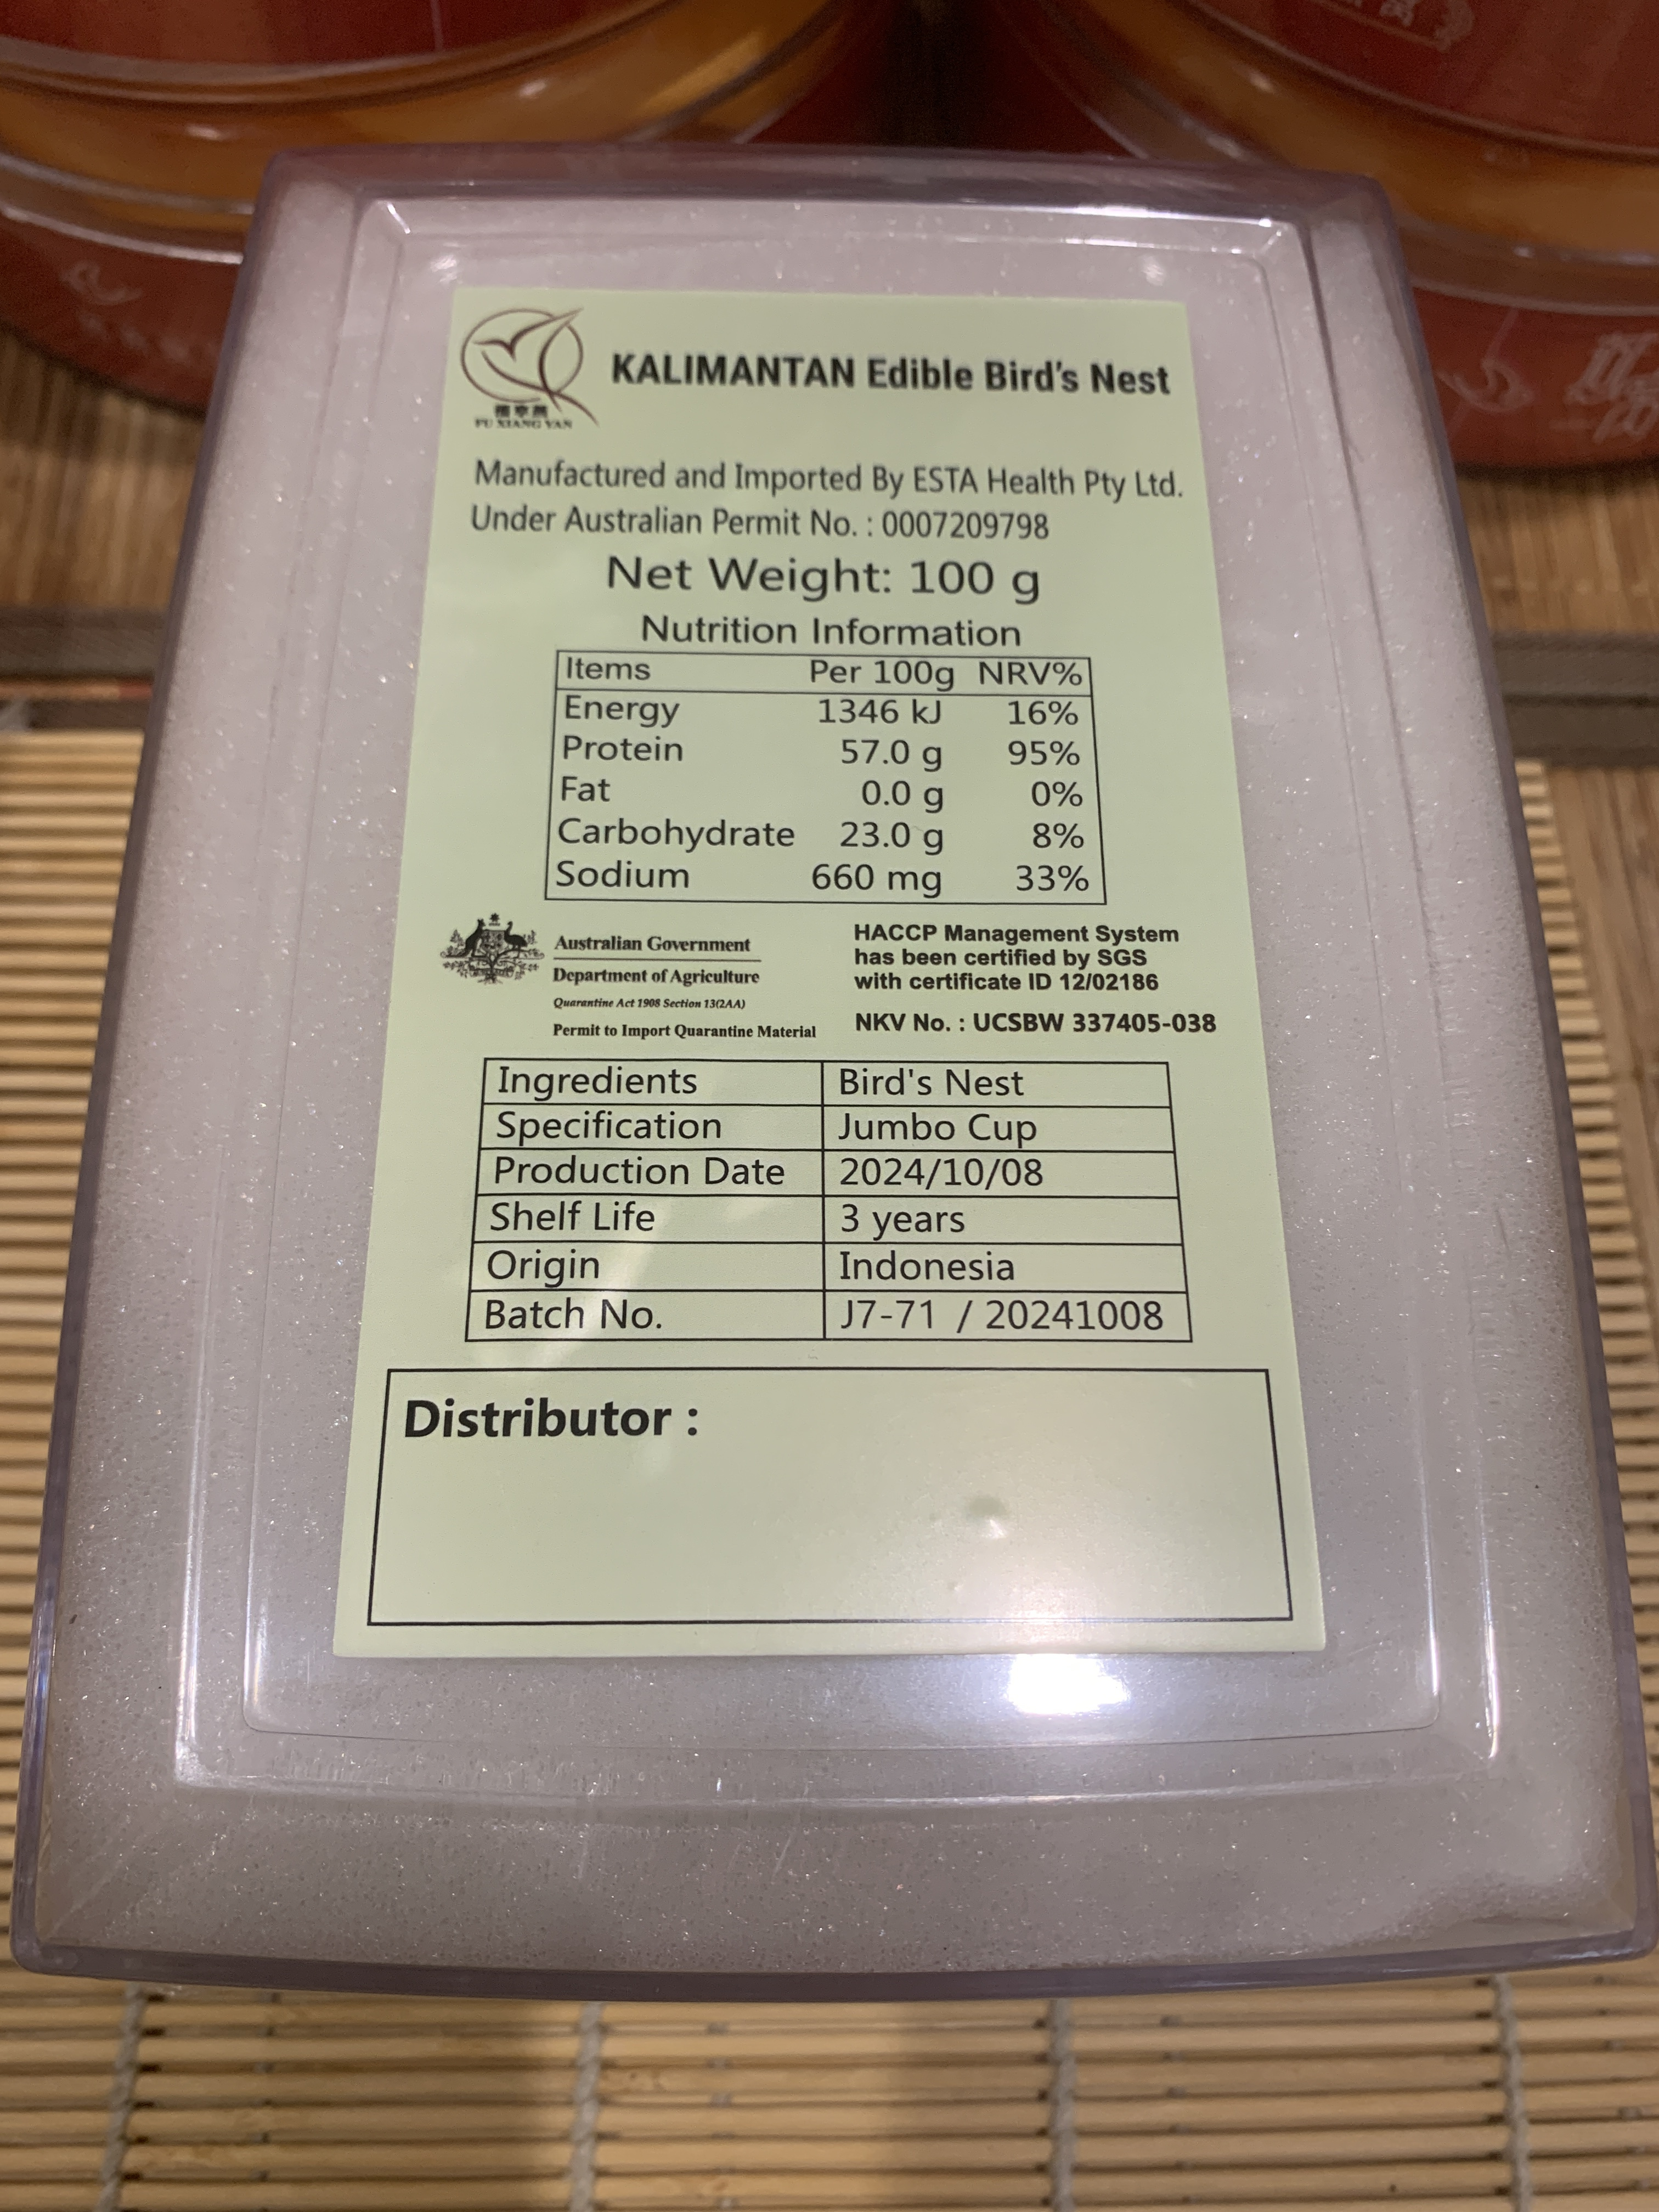 KALIMANTAN Edible Bird's Nest
FU XIANG YAN
Manufactured and Imported By ESTA Health Pty Ltd.
Under Australian Permit No. : 0007209798
Net Weight: 100 g
Nutrition Information
Items Per 100g NRV%
Energy 1346 kJ 16%
Protein 57.0 g 95%
Fat 0.0 g 0%
Carbohydrate 23.0 g 8%
Sodium 660 mg 33%
Australian Government
Department of Agriculture
Quarantine Act 1908 Section 13(2AA)
Permit to Import Quarantine Material
HACCP Management System
has been certified by SGS
with certificate ID 12/02186
NKV No. : UCSBW 337405-038
Ingredients Bird's Nest
Specification Jumbo Cup
Production Date 2024/10/08
Shelf Life 3 years
Origin Indonesia
Batch No. J7-71 / 20241008
Distributor :